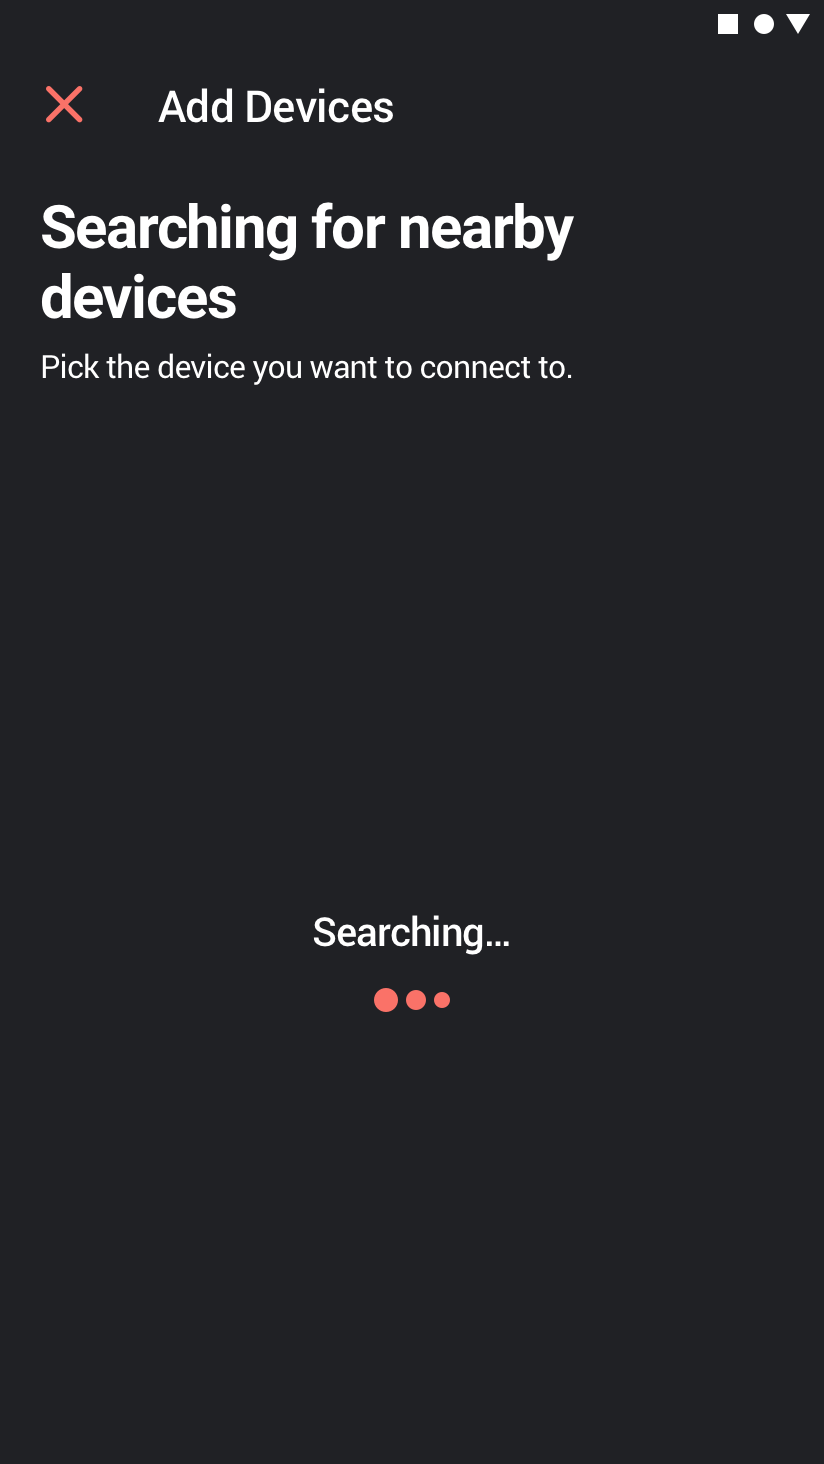 Add Devices
Searching for nearby
devices
Pick the device you want to connect to.
Searching...